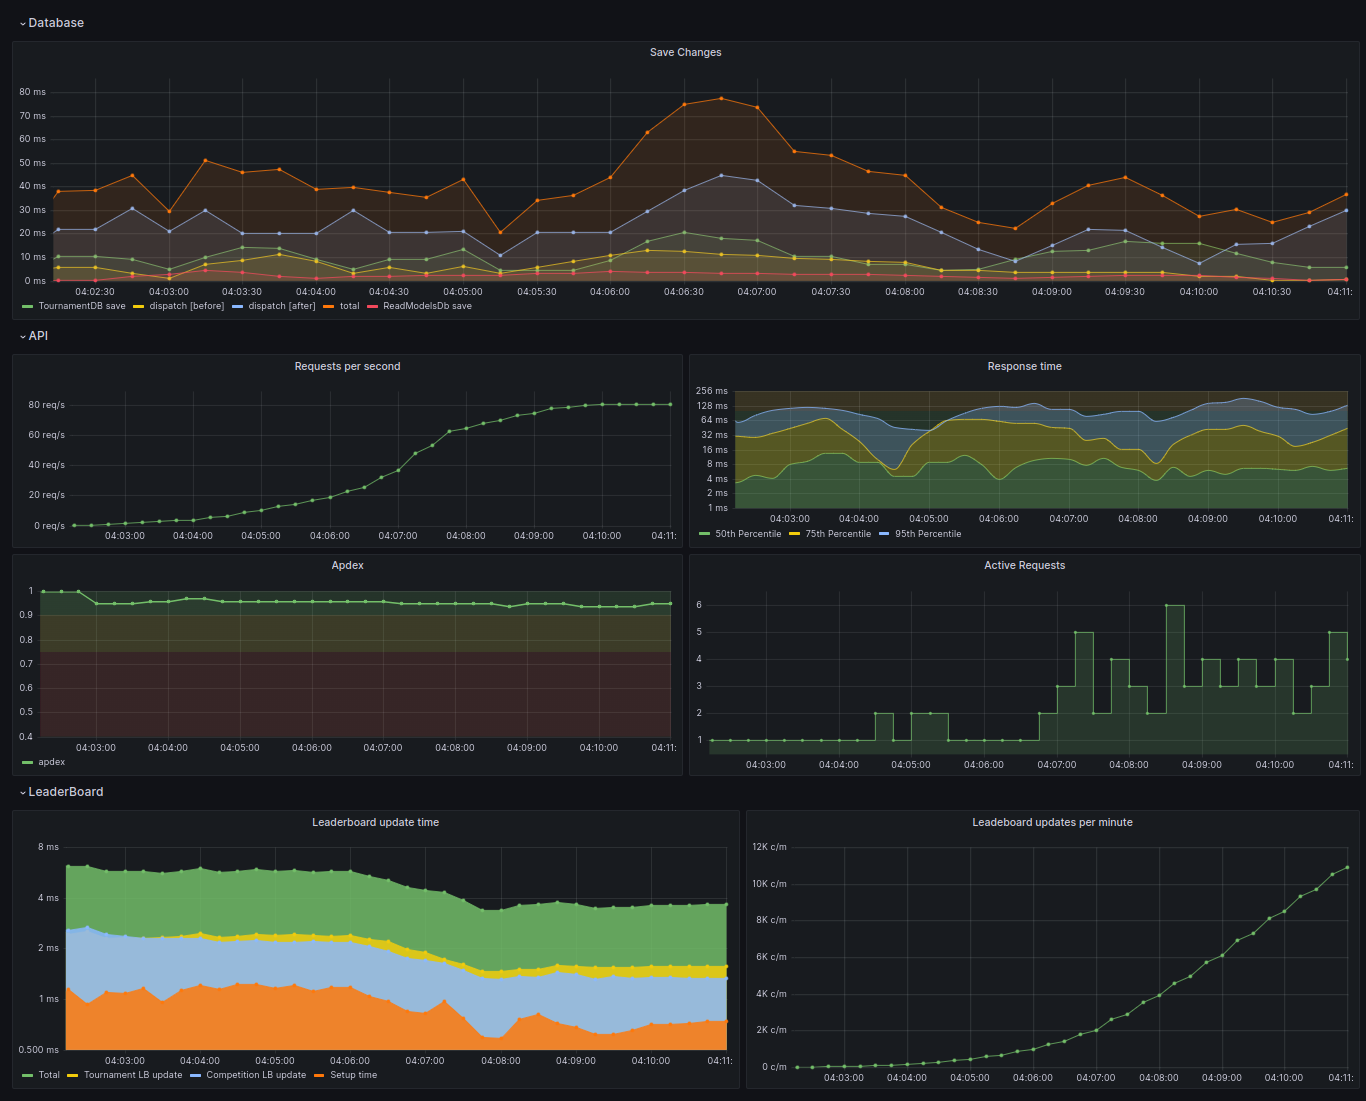 Database
Save Changes
80 ms
70 ms
60 ms
50 ms
40 ms
30 ms
20 ms
10 ms
0 ms
04:02:30 04:03:00 04:03:30 04:04:00 04:04:30 04:05:00 04:05:30 04:06:00 04:06:30 04:07:00 04:07:30 04:08:00 04:08:30 04:09:00 04:09:30 04:10:00 04:10:30 04:11:
TournamentDB save dispatch [before] dispatch [after] total ReadModelsDb save
API
Requests per second
80 req/s
60 req/s
40 req/s
20 req/s
0 req/s
04:03:00 04:04:00 04:05:00 04:06:00 04:07:00 04:08:00 04:09:00 04:10:00 04:11:
Response time
256 ms
128 ms
64 ms
32 ms
16 ms
8 ms
4 ms
2 ms
1 ms
04:03:00 04:04:00 04:05:00 04:06:00 04:07:00 04:08:00 04:09:00 04:10:00 04:11:
50th Percentile 75th Percentile 95th Percentile
Apdex
1
0.9
0.8
0.7
0.6
0.5
0.4
04:03:00 04:04:00 04:05:00 04:06:00 04:07:00 04:08:00 04:09:00 04:10:00 04:11:
apdex
Active Requests
6
5
4
3
2
1
04:03:00 04:04:00 04:05:00 04:06:00 04:07:00 04:08:00 04:09:00 04:10:00 04:11:
LeaderBoard
Leaderboard update time
8 ms
4 ms
2 ms
1 ms
0.500 ms
04:03:00 04:04:00 04:05:00 04:06:00 04:07:00 04:08:00 04:09:00 04:10:00 04:11:
Total Tournament LB update Competition LB update Setup time
Leadeboard updates per minute
12K c/m
10K c/m
8K c/m
6K c/m
4K c/m
2K c/m
0 c/m
04:03:00 04:04:00 04:05:00 04:06:00 04:07:00 04:08:00 04:09:00 04:10:00 04:11: